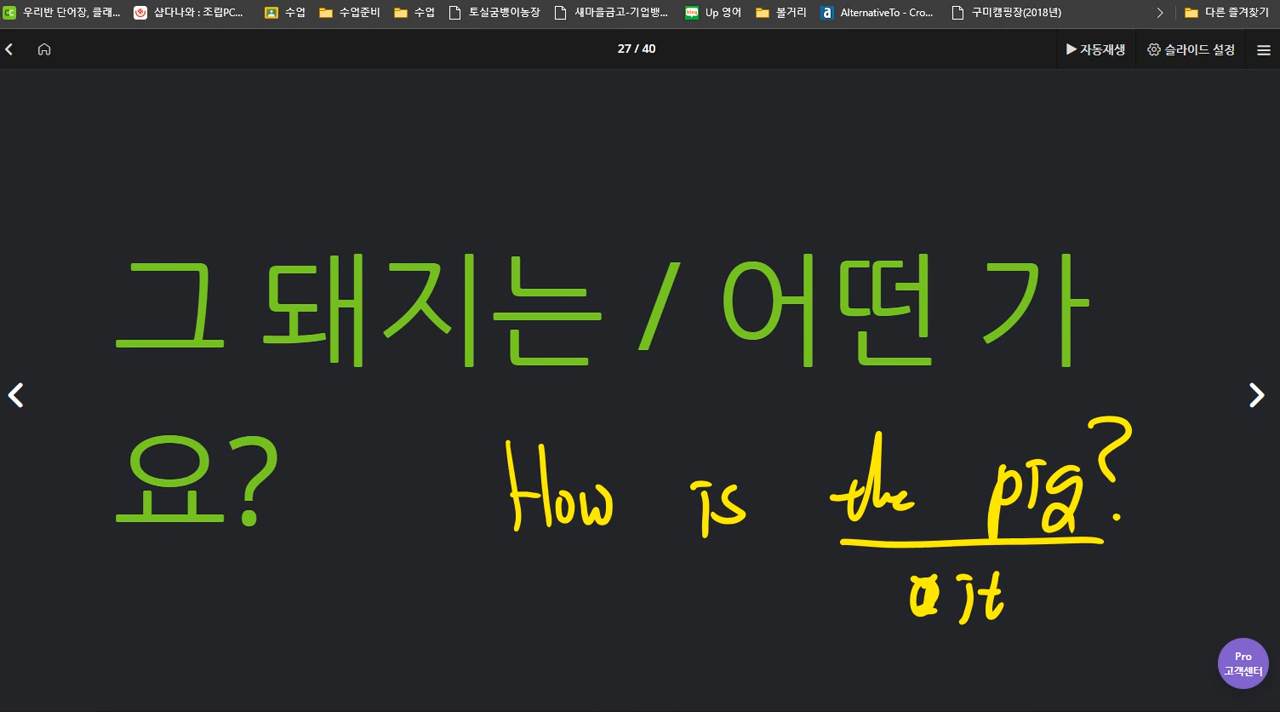 우리반 단어장, 클래... 샵다나와 : 조립PC... 수업 수업준비 수업 토실굼벵이농장 새마을금고-기업뱅... Up 영어 볼거리 AlternativeTo - Cro... 구미캠핑장(2018년) 다른 즐겨찾기
27 / 40 자동재생 슬라이드 설정
그 돼지는 / 어떤 가
요?
How is the pig?
it
Pro
고객센터